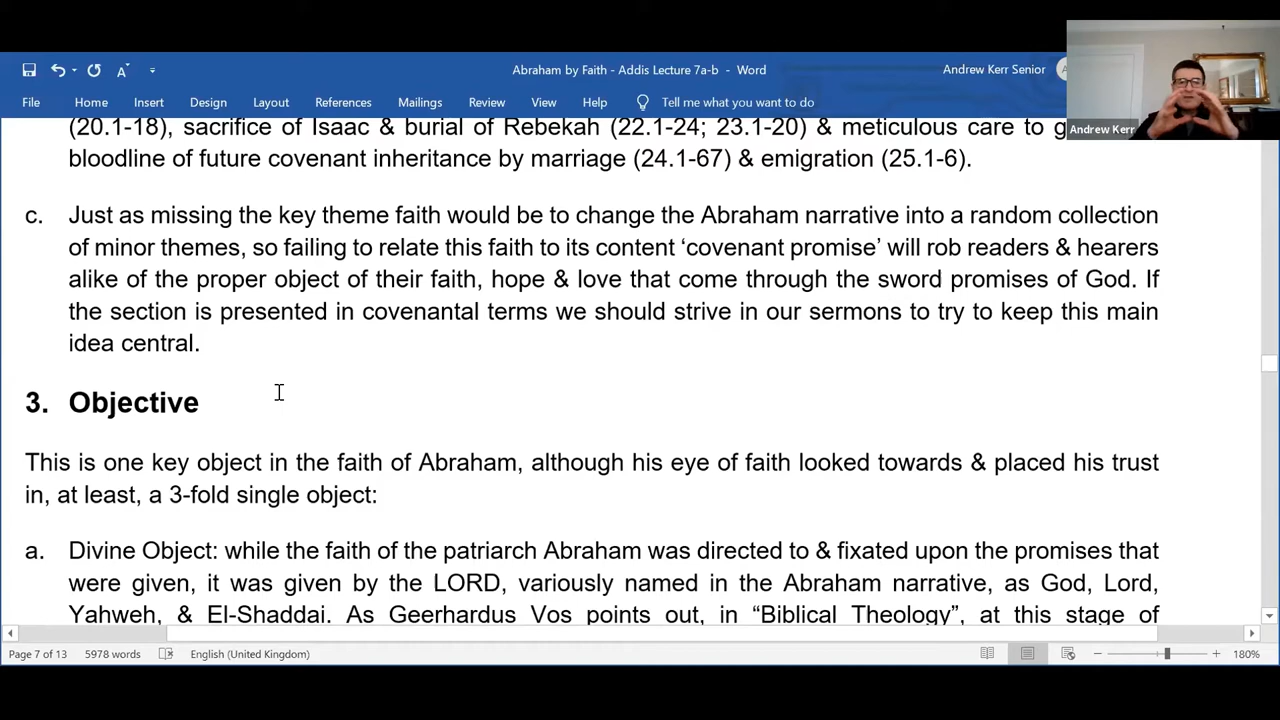 Abraham by Faith - Addis Lecture 7a-b - Word
Andrew Kerr Senior
File Home Insert Design Layout References Mailings Review View Help Tell me what you want to do
Andrew Kerr
(20.1-18), sacrifice of Isaac & burial of Rebekah (22.1-24; 23.1-20) & meticulous care to
bloodline of future covenant inheritance by marriage (24.1-67) & emigration (25.1-6).
c. Just as missing the key theme faith would be to change the Abraham narrative into a random collection
of minor themes, so failing to relate this faith to its content ‘covenant promise’ will rob readers & hearers
alike of the proper object of their faith, hope & love that come through the sword promises of God. If
the section is presented in covenantal terms we should strive in our sermons to try to keep this main
idea central.
3. Objective
This is one key object in the faith of Abraham, although his eye of faith looked towards & placed his trust
in, at least, a 3-fold single object:
a. Divine Object: while the faith of the patriarch Abraham was directed to & fixated upon the promises that
were given, it was given by the LORD, variously named in the Abraham narrative, as God, Lord,
Yahweh, & El-Shaddai. As Geerhardus Vos points out, in “Biblical Theology”, at this stage of
Page 7 of 13 5978 words English (United Kingdom) 180%